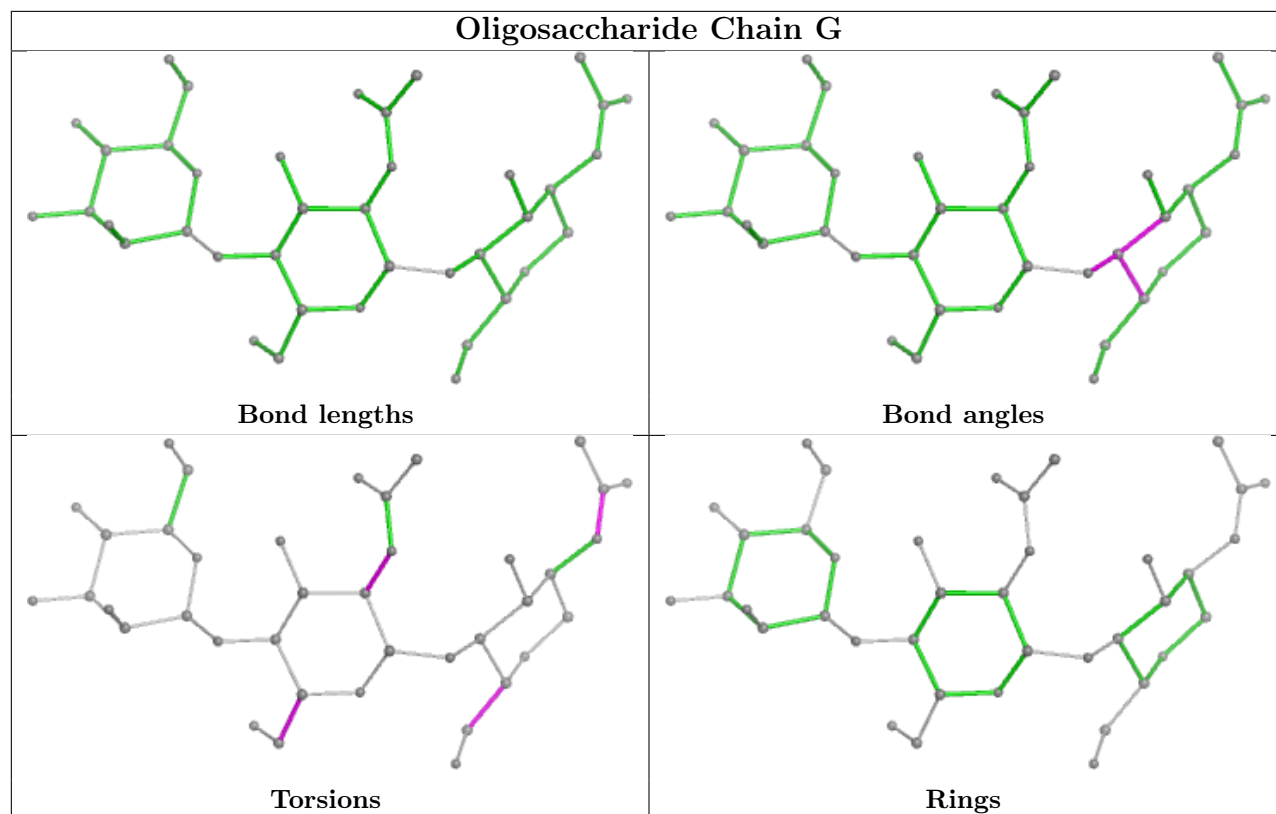 Oligosaccharide Chain G
Bond lengths
Bond angles
Torsions
Rings